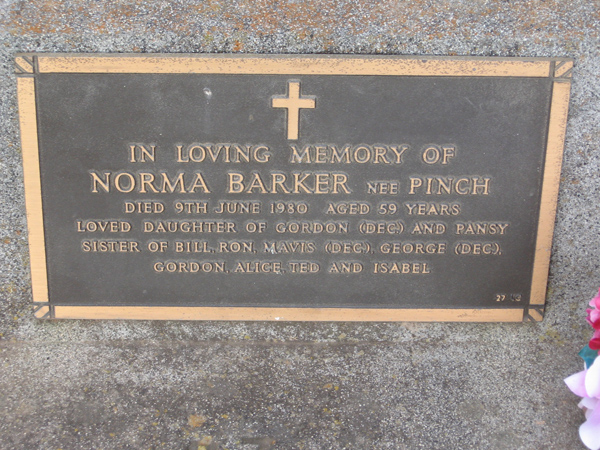 IN LOVING MEMORY OF
NORMA BARKER NEE PINCH
DIED 9TH JUNE 1980 AGED 59 YEARS
LOVED DAUGHTER OF GORDON (DEC.) AND PANSY
SISTER OF BILL, RON, MAVIS (DEC.), GEORGE (DEC.),
GORDON, ALICE, TED AND ISABEL
27